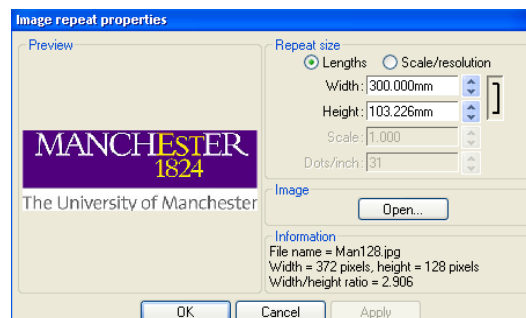 Image repeat properties
Preview
MANCHESTER
1824
The University of Manchester
Repeat size
Lengths Scale/resolution
Width: 300.000mm
Height: 103.226mm
Scale: 1.000
Dots/inch: 31
Image
Open...
Information
File name = Man128.jpg
Width = 372 pixels, height = 128 pixels
Width/height ratio = 2.906
OK Cancel Apply